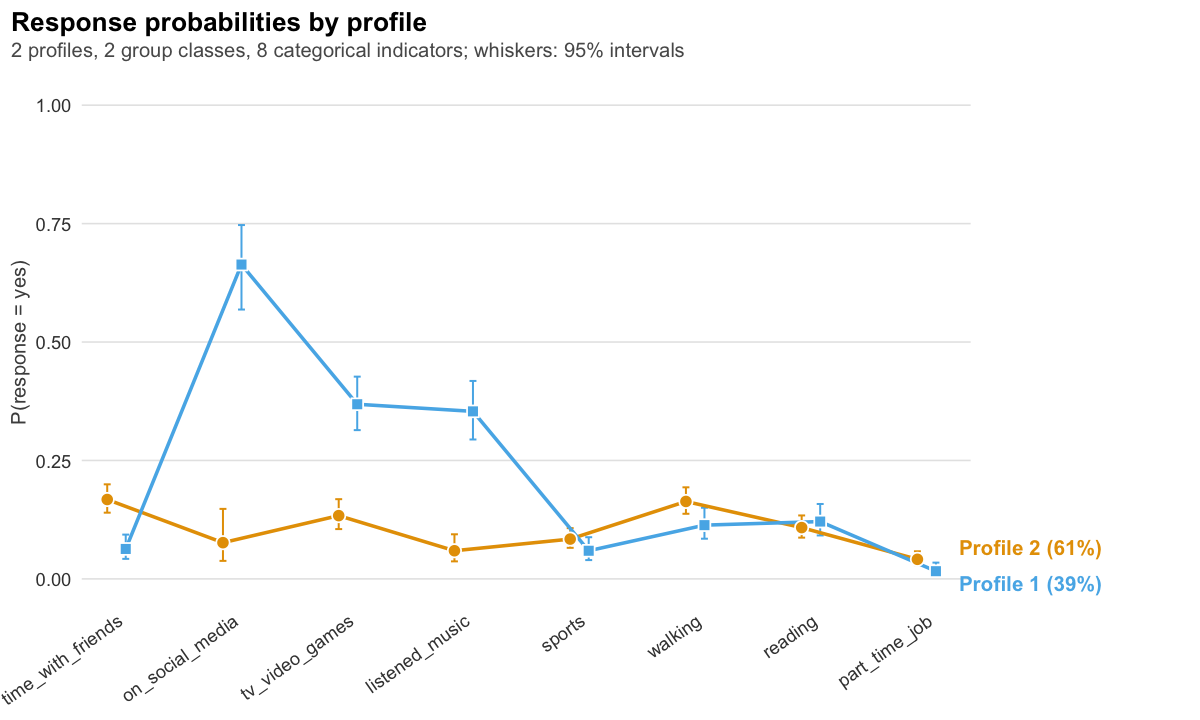 Response probabilities by profile
2 profiles, 2 group classes, 8 categorical indicators; whiskers: 95% intervals
P(response = yes)
1.00
0.75
0.50
0.25
0.00
Profile 2 (61%)
Profile 1 (39%)
time_with_friends
on_social_media
tv_video_games
listened_music
sports
walking
reading
part_time_job